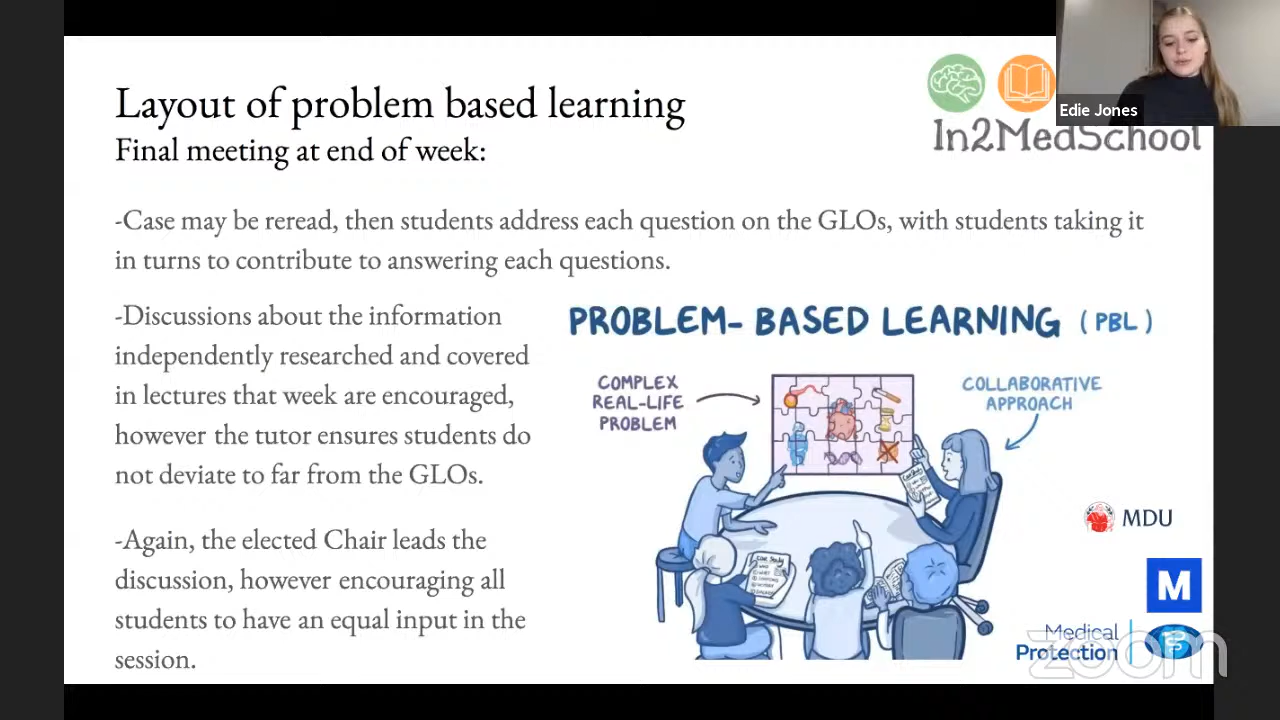 Layout of problem based learning
Final meeting at end of week:
In2MedSchool
Edie Jones
-Case may be reread, then students address each question on the GLOs, with students taking it
in turns to contribute to answering each questions.
-Discussions about the information
independently researched and covered
in lectures that week are encouraged,
however the tutor ensures students do
not deviate to far from the GLOs.
-Again, the elected Chair leads the
discussion, however encouraging all
students to have an equal input in the
session.
PROBLEM- BASED LEARNING (PBL)
COMPLEX
REAL-LIFE
PROBLEM
COLLABORATIVE
APPROACH
MDU
M
Medical
Protection
zoom